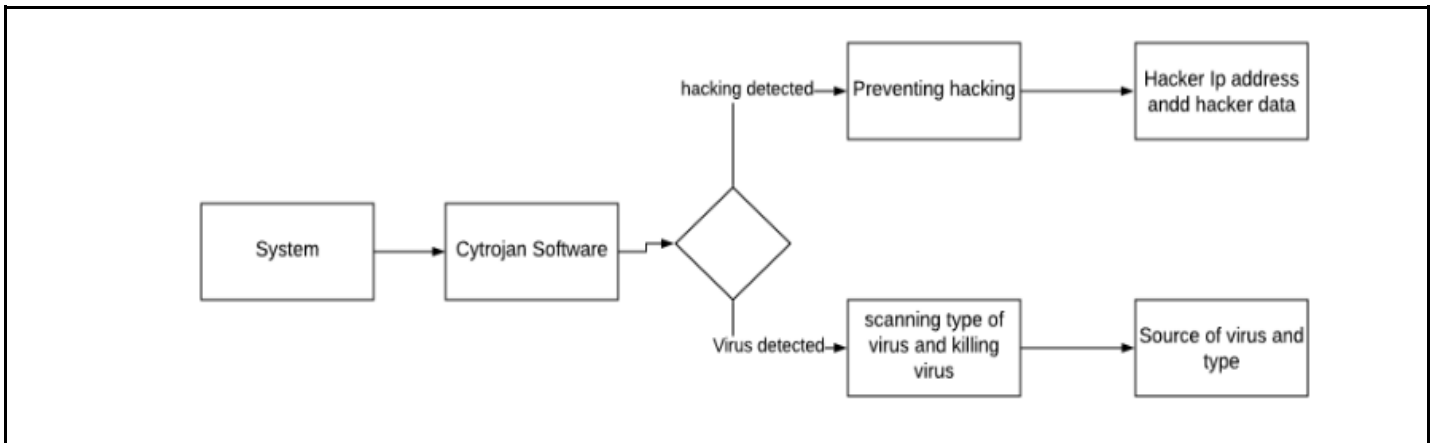 hacking detected
Preventing hacking
Hacker Ip address
andd hacker data
System
Cytrojan Software
Virus detected
scanning type of
virus and killing
virus
Source of virus and
type